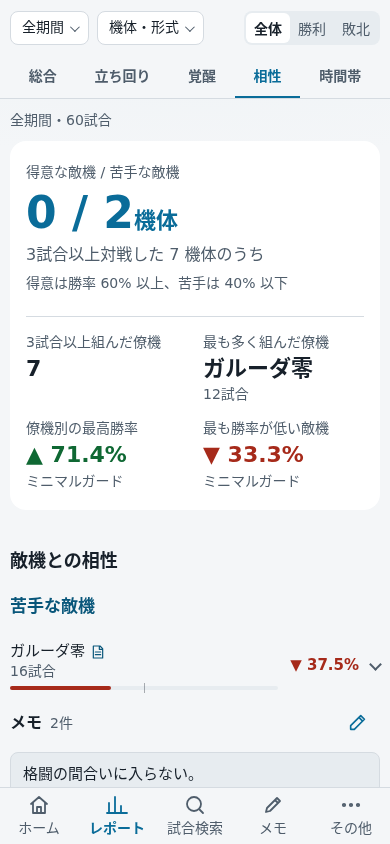 全期間
機体・形式
全体
勝利
敗北
総合
立ち回り
覚醒
相性
時間帯
全期間・60試合
得意な敵機 / 苦手な敵機
0 / 2機体
3試合以上対戦した 7 機体のうち
得意は勝率 60% 以上、苦手は 40% 以下
3試合以上組んだ僚機
7
最も多く組んだ僚機
ガルーダ零
12試合
僚機別の最高勝率
▲ 71.4%
ミニマルガード
最も勝率が低い敵機
▼ 33.3%
ミニマルガード
敵機との相性
苦手な敵機
ガルーダ零
16試合
▼ 37.5%
メモ 2件
格闘の間合いに入らない。
ホーム
レポート
試合検索
メモ
その他